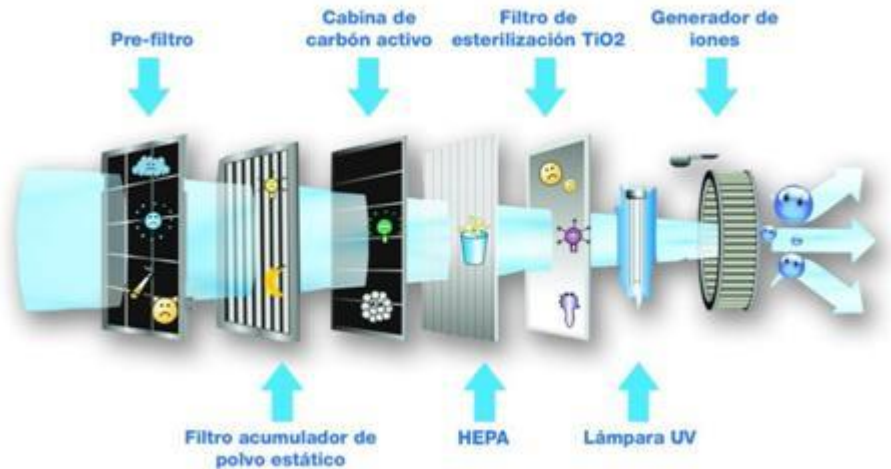 Pre-filtro
Cabina de
carbón activo
Filtro de
esterilización TiO2
Generador de
iones
Filtro acumulador de
polvo estático
HEPA
Lámpara UV